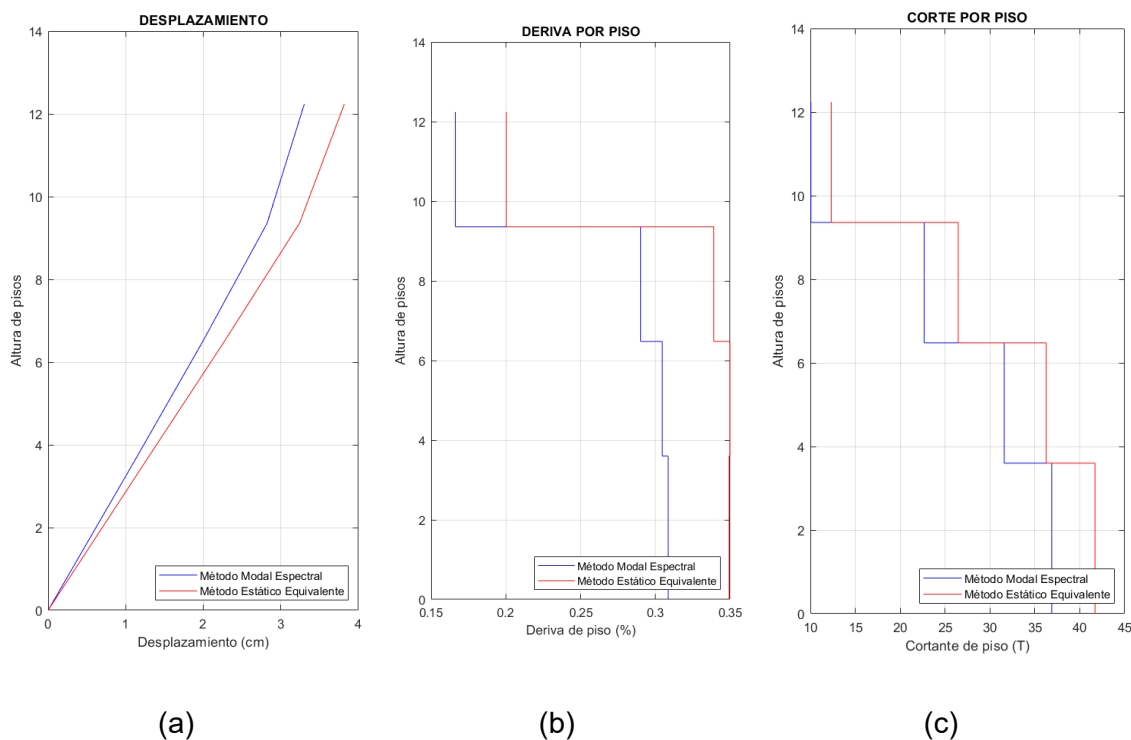 DESPLAZAMIENTO
14
12
10
8
6
4
2
0
Altura de pisos
0 1 2 3 4
Desplazamiento (cm)
Método Modal Espectral
Método Estático Equivalente
(a)
DERIVA POR PISO
14
12
10
8
6
4
2
0
Altura de pisos
0.15 0.2 0.25 0.3 0.35
Deriva de piso (%)
Método Modal Espectral
Método Estático Equivalente
(b)
CORTE POR PISO
14
12
10
8
6
4
2
0
Altura de pisos
10 15 20 25 30 35 40 45
Cortante de piso (T)
Método Modal Espectral
Método Estático Equivalente
(c)